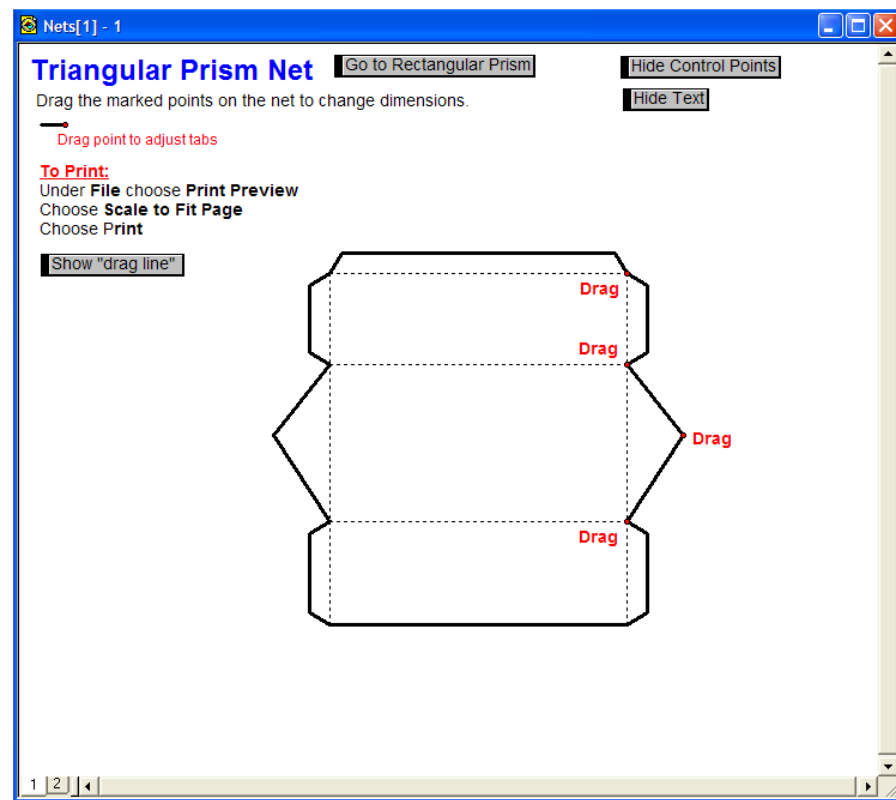 Nets[1] - 1
Triangular Prism Net
Go to Rectangular Prism
Hide Control Points
Drag the marked points on the net to change dimensions.
Hide Text
Drag point to adjust tabs
To Print:
Under File choose Print Preview
Choose Scale to Fit Page
Choose Print
Show "drag line"
Drag
Drag
Drag
Drag
1 2